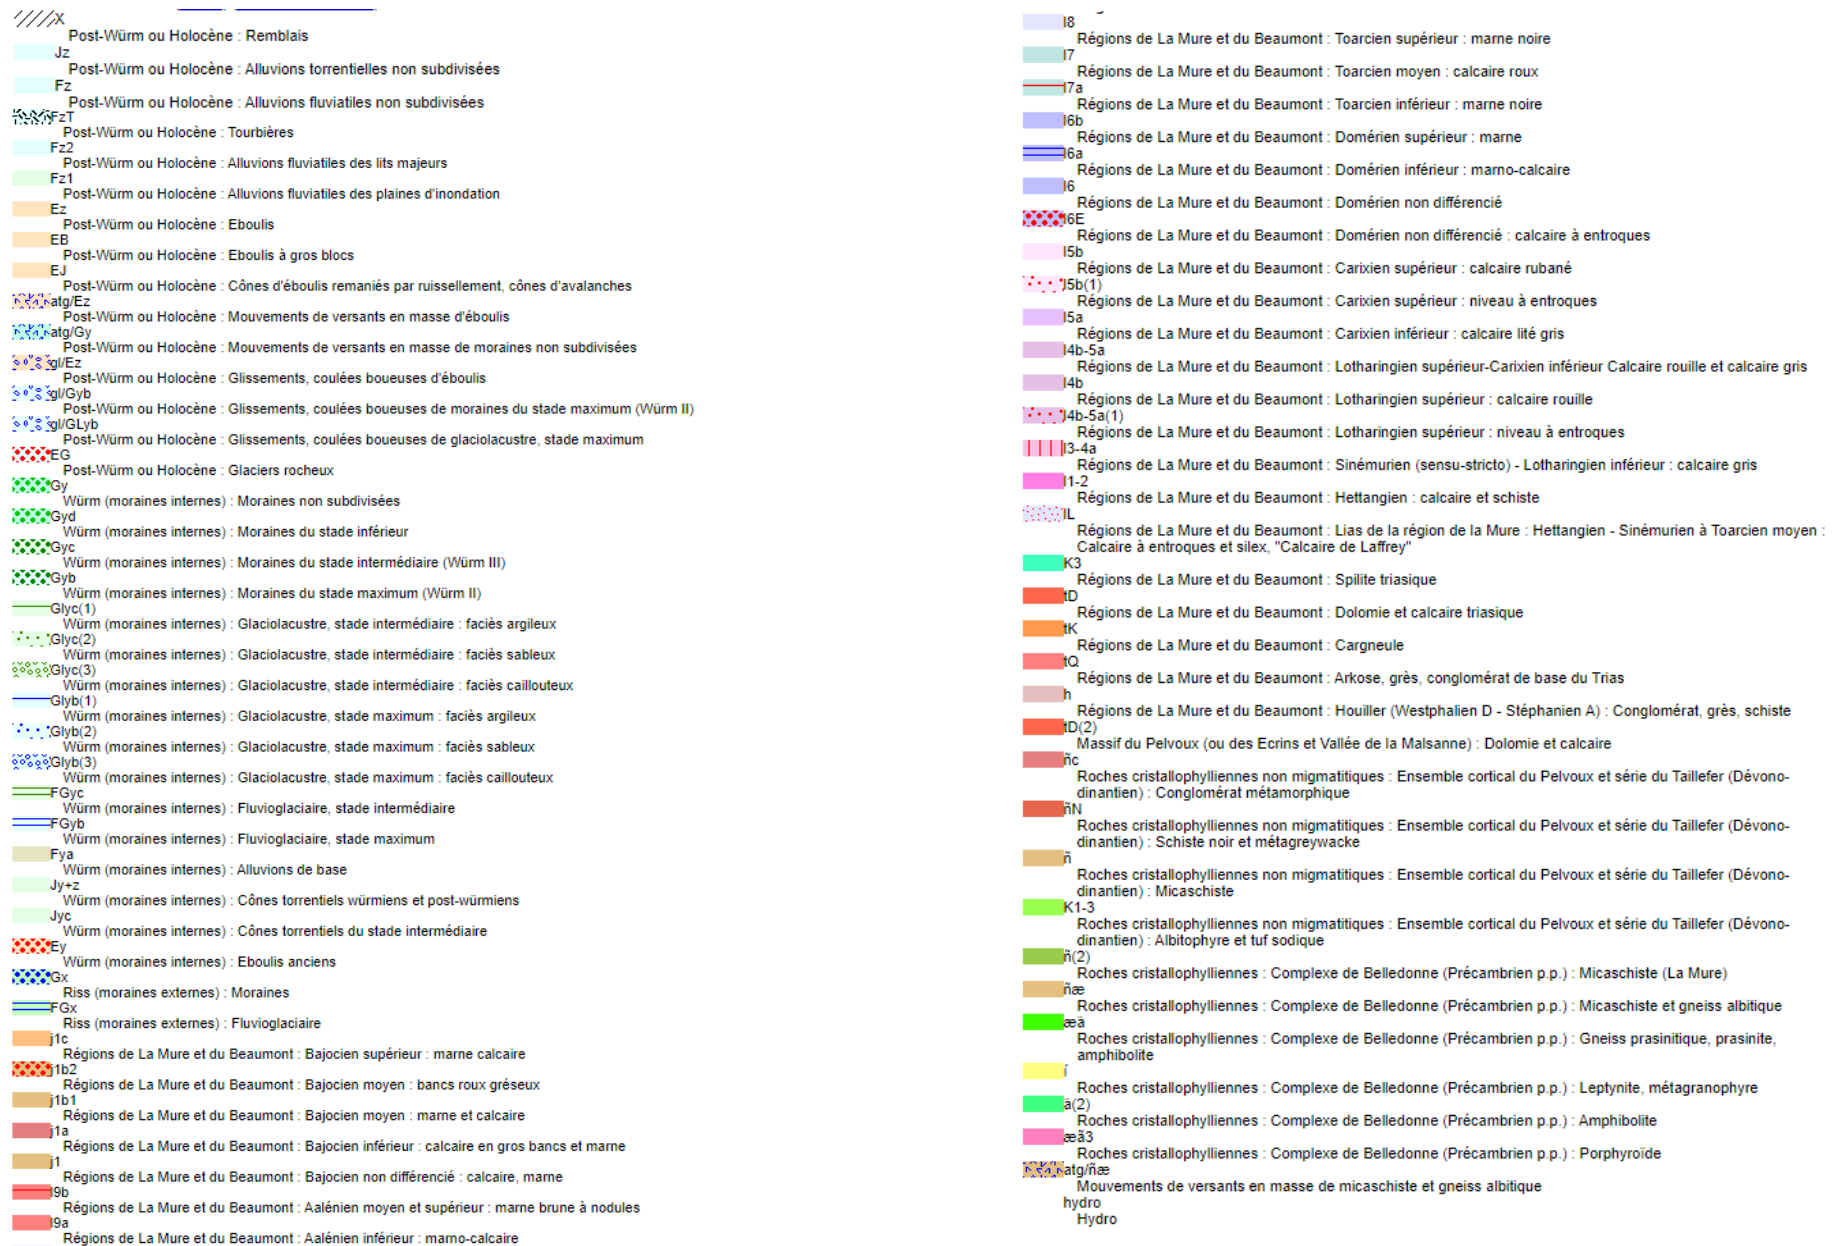 X
Post-Würm ou Holocène : Remblais
Jz
Post-Würm ou Holocène : Alluvions torrentielles non subdivisées
Fz
Post-Würm ou Holocène : Alluvions fluviatiles non subdivisées
FzT
Post-Würm ou Holocène : Tourbières
Fz2
Post-Würm ou Holocène : Alluvions fluviatiles des lits majeurs
Fz1
Post-Würm ou Holocène : Alluvions fluviatiles des plaines d'inondation
Ez
Post-Würm ou Holocène : Eboulis
EB
Post-Würm ou Holocène : Eboulis à gros blocs
EJ
Post-Würm ou Holocène : Cônes d'éboulis remaniés par ruissellement, cônes d'avalanches
atg/Ez
Post-Würm ou Holocène : Mouvements de versants en masse d'éboulis
atg/Gy
Post-Würm ou Holocène : Mouvements de versants en masse de moraines non subdivisées
gl/Ez
Post-Würm ou Holocène : Glissements, coulées boueuses d'éboulis
gl/Gyb
Post-Würm ou Holocène : Glissements, coulées boueuses de moraines du stade maximum (Würm II)
gl/GLyb
Post-Würm ou Holocène : Glissements, coulées boueuses de glaciolacustre, stade maximum
EG
Post-Würm ou Holocène : Glaciers rocheux
Gy
Würm (moraines internes) : Moraines non subdivisées
Gyd
Würm (moraines internes) : Moraines du stade inférieur
Gyc
Würm (moraines internes) : Moraines du stade intermédiaire (Würm III)
Gyb
Würm (moraines internes) : Moraines du stade maximum (Würm II)
Glyc(1)
Würm (moraines internes) : Glaciolacustre, stade intermédiaire : faciès argileux
Glyc(2)
Würm (moraines internes) : Glaciolacustre, stade intermédiaire : faciès sableux
Glyc(3)
Würm (moraines internes) : Glaciolacustre, stade intermédiaire : faciès caillouteux
Glyb(1)
Würm (moraines internes) : Glaciolacustre, stade maximum : faciès argileux
Glyb(2)
Würm (moraines internes) : Glaciolacustre, stade maximum : faciès sableux
Glyb(3)
Würm (moraines internes) : Glaciolacustre, stade maximum : faciès caillouteux
FGyc
Würm (moraines internes) : Fluvioglaciaire, stade intermédiaire
FGyb
Würm (moraines internes) : Fluvioglaciaire, stade maximum
Fya
Würm (moraines internes) : Alluvions de base
Jy+z
Würm (moraines internes) : Cônes torrentiels würmiens et post-würmiens
Jyc
Würm (moraines internes) : Cônes torrentiels du stade intermédiaire
Ey
Würm (moraines internes) : Eboulis anciens
Gx
Riss (moraines externes) : Moraines
FGx
Riss (moraines externes) : Fluvioglaciaire
j1c
Régions de La Mure et du Beaumont : Bajocien supérieur : marne calcaire
j1b2
Régions de La Mure et du Beaumont : Bajocien moyen : bancs roux gréseux
j1b1
Régions de La Mure et du Beaumont : Bajocien moyen : marne et calcaire
j1a
Régions de La Mure et du Beaumont : Bajocien inférieur : calcaire en gros bancs et marne
j1
Régions de La Mure et du Beaumont : Bajocien non différencié : calcaire, marne
l9b
Régions de La Mure et du Beaumont : Aalénien moyen et supérieur : marne brune à nodules
l9a
Régions de La Mure et du Beaumont : Aalénien inférieur : marno-calcaire
l8
Régions de La Mure et du Beaumont : Toarcien supérieur : marne noire
l7
Régions de La Mure et du Beaumont : Toarcien moyen : calcaire roux
l7a
Régions de La Mure et du Beaumont : Toarcien inférieur : marne noire
l6b
Régions de La Mure et du Beaumont : Domérien supérieur : marne
l6a
Régions de La Mure et du Beaumont : Domérien inférieur : marno-calcaire
l6
Régions de La Mure et du Beaumont : Domérien non différencié
l6E
Régions de La Mure et du Beaumont : Domérien non différencié : calcaire à entroques
l5b
Régions de La Mure et du Beaumont : Carixien supérieur : calcaire rubané
l5b(1)
Régions de La Mure et du Beaumont : Carixien supérieur : niveau à entroques
l5a
Régions de La Mure et du Beaumont : Carixien inférieur : calcaire lité gris
l4b-5a
Régions de La Mure et du Beaumont : Lotharingien supérieur-Carixien inférieur Calcaire rouille et calcaire gris
l4b
Régions de La Mure et du Beaumont : Lotharingien supérieur : calcaire rouille
l4b-5a(1)
Régions de La Mure et du Beaumont : Lotharingien supérieur : niveau à entroques
l3-4a
Régions de La Mure et du Beaumont : Sinémurien (sensu-stricto) - Lotharingien inférieur : calcaire gris
l1-2
Régions de La Mure et du Beaumont : Hettangien : calcaire et schiste
lL
Régions de La Mure et du Beaumont : Lias de la région de la Mure : Hettangien - Sinémurien à Toarcien moyen :
Calcaire à entroques et silex, "Calcaire de Laffrey"
K3
Régions de La Mure et du Beaumont : Spilite triasique
tD
Régions de La Mure et du Beaumont : Dolomie et calcaire triasique
tK
Régions de La Mure et du Beaumont : Cargneule
tQ
Régions de La Mure et du Beaumont : Arkose, grès, conglomérat de base du Trias
h
Régions de La Mure et du Beaumont : Houiller (Westphalien D - Stéphanien A) : Conglomérat, grès, schiste
tD(2)
Massif du Pelvoux (ou des Ecrins et Vallée de la Malsanne) : Dolomie et calcaire
ñc
Roches cristallophylliennes non migmatitiques : Ensemble cortical du Pelvoux et série du Taillefer (Dévono-
dinantien) : Conglomérat métamorphique
ñN
Roches cristallophylliennes non migmatitiques : Ensemble cortical du Pelvoux et série du Taillefer (Dévono-
dinantien) : Schiste noir et métagreywacke
ñ
Roches cristallophylliennes non migmatitiques : Ensemble cortical du Pelvoux et série du Taillefer (Dévono-
dinantien) : Micaschiste
K1-3
Roches cristallophylliennes non migmatitiques : Ensemble cortical du Pelvoux et série du Taillefer (Dévono-
dinantien) : Albitophyre et tuf sodique
ñ(2)
Roches cristallophylliennes : Complexe de Belledonne (Précambrien p.p.) : Micaschiste (La Mure)
ñæ
Roches cristallophylliennes : Complexe de Belledonne (Précambrien p.p.) : Micaschiste et gneiss albitique
æä
Roches cristallophylliennes : Complexe de Belledonne (Précambrien p.p.) : Gneiss prasinitique, prasinite,
amphibolite
í
Roches cristallophylliennes : Complexe de Belledonne (Précambrien p.p.) : Leptynite, métagranophyre
ä(2)
Roches cristallophylliennes : Complexe de Belledonne (Précambrien p.p.) : Amphibolite
æã3
Roches cristallophylliennes : Complexe de Belledonne (Précambrien p.p.) : Porphyroïde
atg/ñæ
Mouvements de versants en masse de micaschiste et gneiss albitique
hydro
Hydro